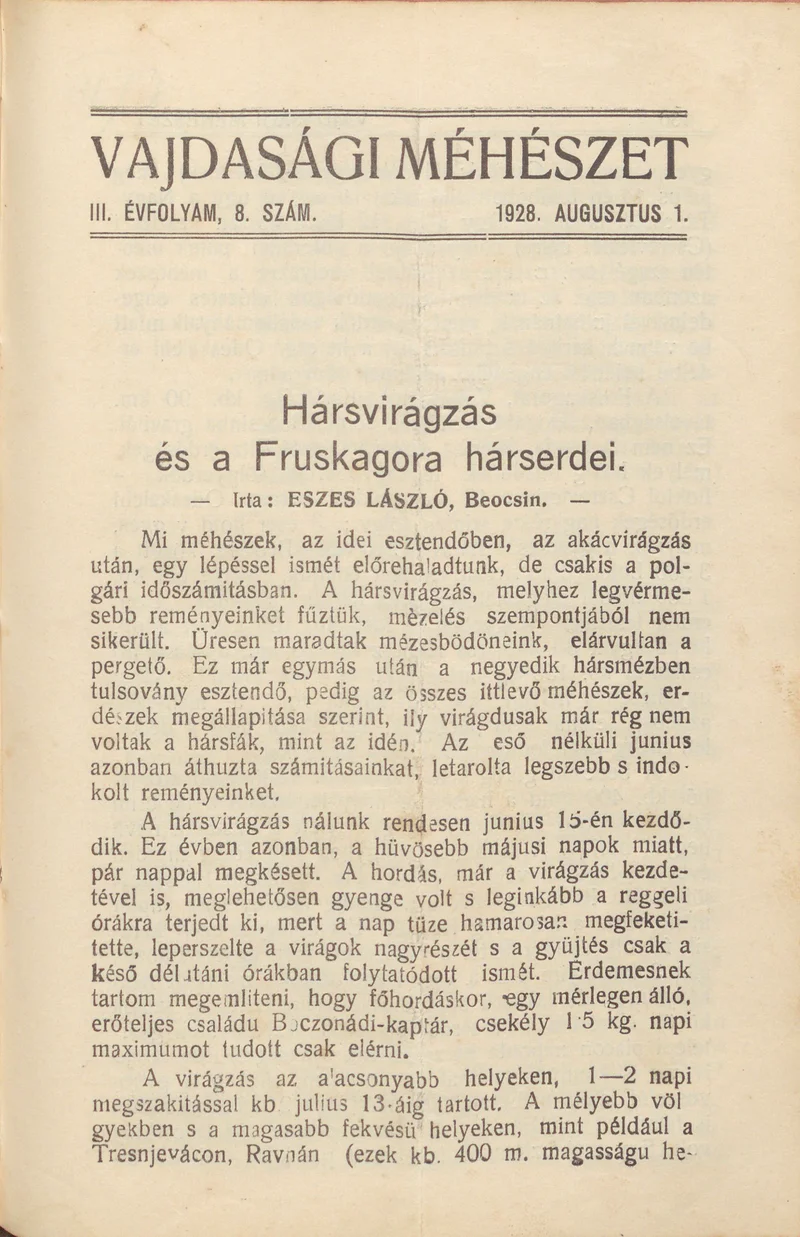 VAJDASÁGI MÉHÉSZET
III. ÉVFOLYAM, 8. SZÁM. 1928. AUGUSZTUS 1.
Hársvirágzás
és a Fruskagora hárserdei.
— Irta: ESZES LÁSZLÓ, Beocsin. —
Mi méhészek, az idei esztendőben, az akácvirágzás
után, egy lépéssel ismét előrehaladtunk, de csakis a pol-
gári időszámitásban. A hársvirágzás, melyhez legvérme-
sebb reményeinket fűztük, mèzelés szempontjából nem
sikerült. Üresen maradtak mézesbödöneink, elárvultan a
pergető. Ez már egymás után a negyedik hársmézben
tulsovány esztendő, pedig az összes ittlevő méhészek, er-
dészek megállapitása szerint, ily virágdusak már rég nem
voltak a hársfák, mint az idén. Az eső nélküli junius
azonban áthuzta számitásainkat, letarolta legszebb s indo-
kolt reményeinket.
A hársvirágzás nálunk rendesen junius 15-én kezdő-
dik. Ez évben azonban, a hüvösebb májusi napok miatt,
pár nappal megkésett. A hordás, már a virágzás kezde-
tével is, meglehetősen gyenge volt s leginkább a reggeli
órákra terjedt ki, mert a nap tüze hamarosan megfeketi-
tette, leperszelte a virágok nagyrészét s a gyüjtés csak a
késő délutáni órákban folytatódott ismét. Érdemesnek
tartom megemliteni, hogy főhordáskor, egy mérlegen álló,
erőteljes családu Boczonádi-kaptár, csekély 1·5 kg. napi
maximumot tudott csak elérni.
A virágzás az alacsonyabb helyeken, 1—2 napi
megszakitással kb julius 13-áig tartott. A mélyebb völ
gyekben s a magasabb fekvésü helyeken, mint például a
Tresnjevácon, Ravnán (ezek kb. 400 m. magasságu he-